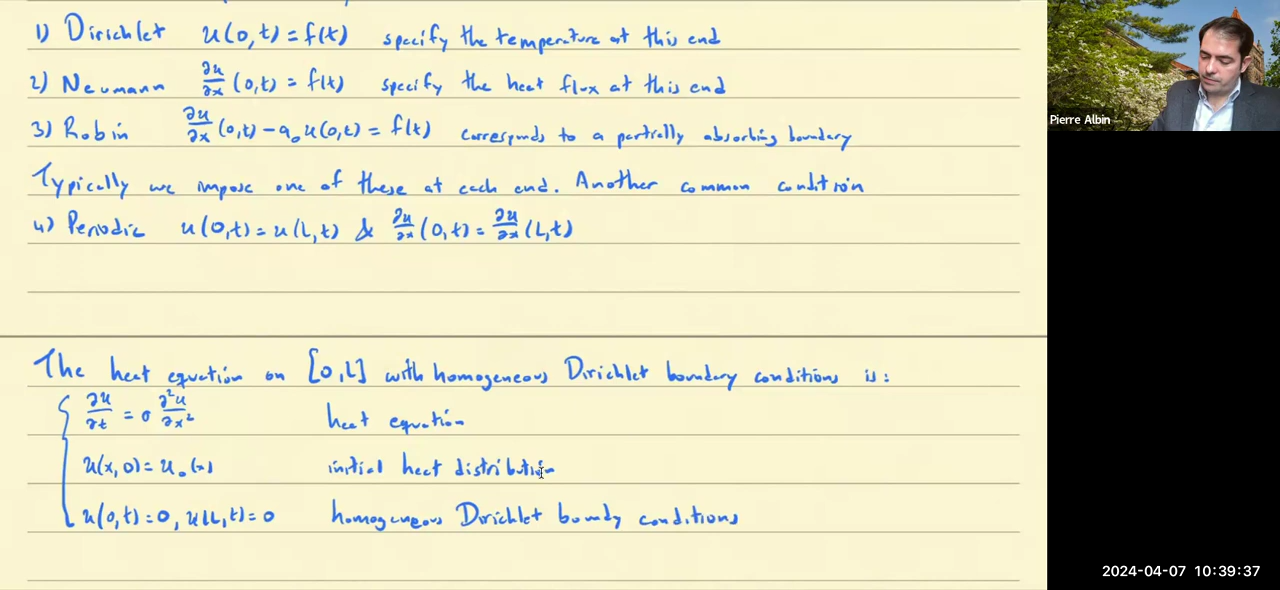 1) Dirichlet u(0,t) = f(t) specify the temperature at this end
2) Neumann ∂u/∂x (0,t) = f(t) specify the heat flux at this end
3) Robin ∂u/∂x (0,t) - a₀ u(0,t) = f(t) corresponds to a partially absorbing boundary
Typically we impose one of these at each end. Another common condition
4) Periodic u(0,t) = u(L,t) & ∂u/∂x (0,t) = ∂u/∂x (L,t)
The heat equation on [0,L] with homogeneous Dirichlet boundary conditions is:
∂u/∂t = σ ∂²u/∂x² heat equation
u(x,0) = u₀(x) initial heat distribution
u(0,t) = 0, u(L,t) = 0 homogeneous Dirichlet boundy conditions
Pierre Albin
2024-04-07 10:39:37